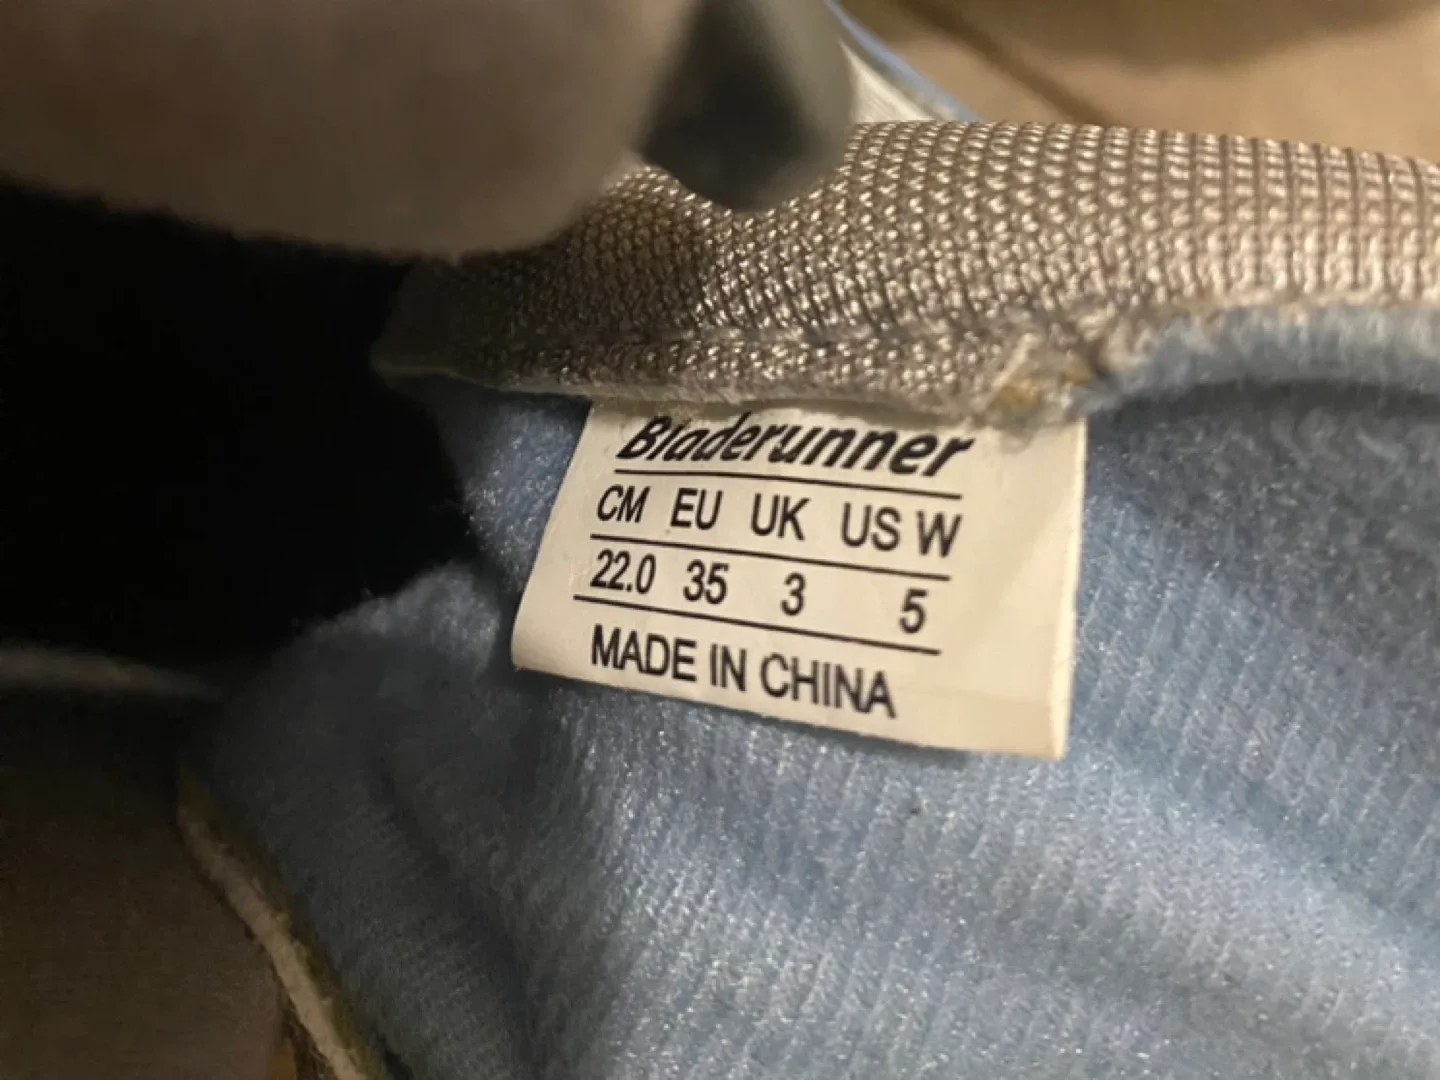 Bladerunner
CM EU UK US W
22.0 35 3 5
MADE IN CHINA